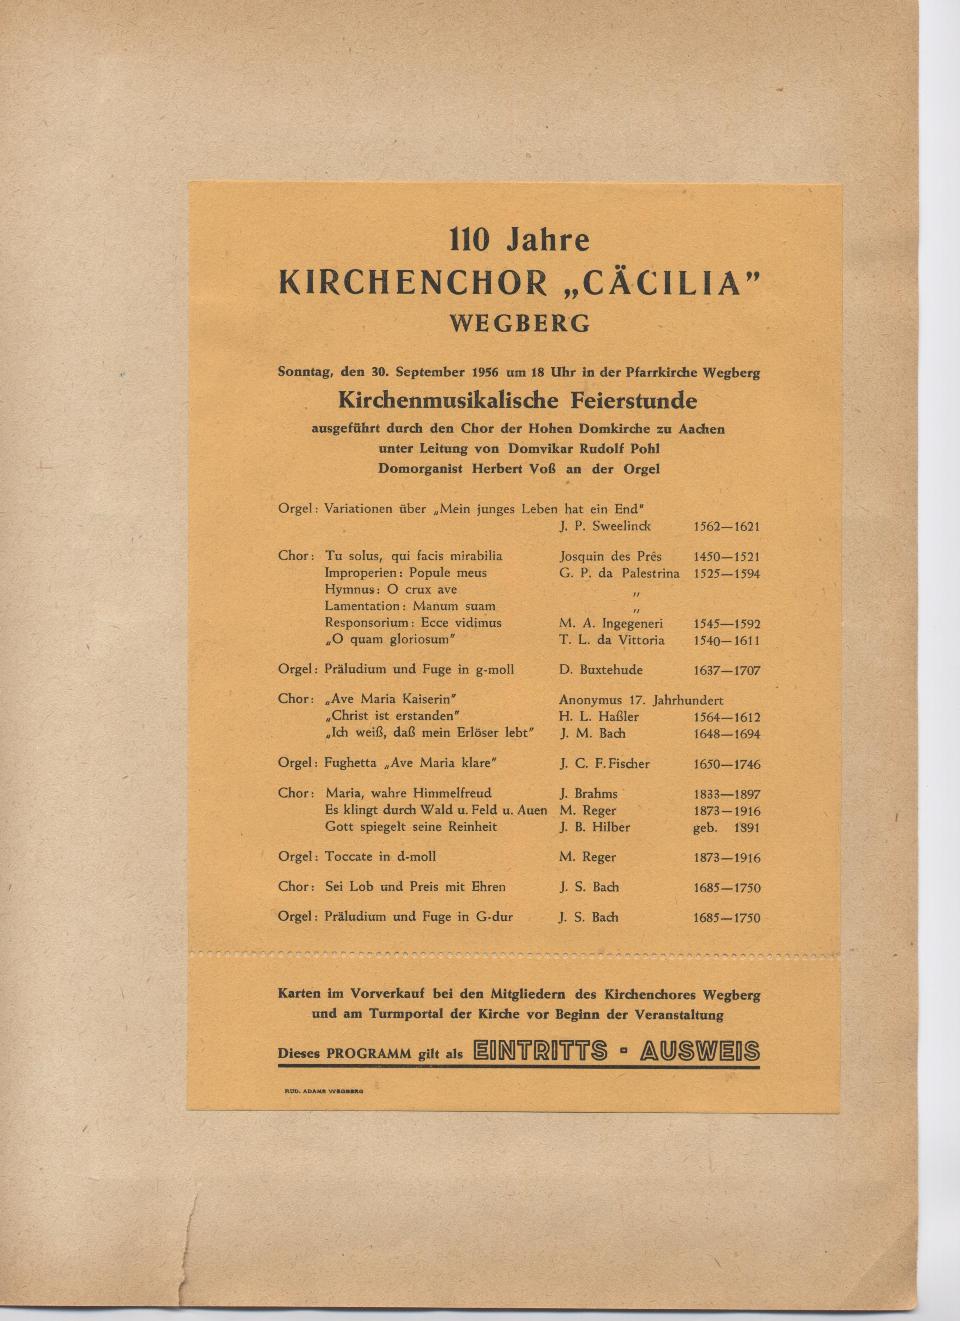 110 Jahre
KIRCHENCHOR „CÄCILIA”
WEGBERG
Sonntag, den 30. September 1956 um 18 Uhr in der Pfarrkirche Wegberg
Kirchenmusikalische Feierstunde
ausgeführt durch den Chor der Hohen Domkirche zu Aachen
unter Leitung von Domvikar Rudolf Pohl
Domorganist Herbert Voß an der Orgel
Orgel: Variationen über „Mein junges Leben hat ein End"
J. P. Sweelinck 1562—1621
Chor: Tu solus, qui facis mirabilia Josquin des Prés 1450—1521
Improperien: Popule meus G. P. da Palestrina 1525—1594
Hymnus: O crux ave „
Lamentation: Manum suam „
Responsorium: Ecce vidimus M. A. Ingegeneri 1545—1592
„O quam gloriosum" T. L. da Vittoria 1540—1611
Orgel: Präludium und Fuge in g-moll D. Buxtehude 1637—1707
Chor: „Ave Maria Kaiserin" Anonymus 17. Jahrhundert
„Christ ist erstanden" H. L. Haßler 1564—1612
„Ich weiß, daß mein Erlöser lebt" J. M. Bach 1648—1694
Orgel: Fughetta „Ave Maria klare" J. C. F. Fischer 1650—1746
Chor: Maria, wahre Himmelfreud J. Brahms 1833—1897
Es klingt durch Wald u. Feld u. Auen M. Reger 1873—1916
Gott spiegelt seine Reinheit J. B. Hilber geb. 1891
Orgel: Toccate in d-moll M. Reger 1873—1916
Chor: Sei Lob und Preis mit Ehren J. S. Bach 1685—1750
Orgel: Präludium und Fuge in G-dur J. S. Bach 1685—1750
Karten im Vorverkauf bei den Mitgliedern des Kirchenchores Wegberg
und am Turmportal der Kirche vor Beginn der Veranstaltung
Dieses PROGRAMM gilt als EINTRITTS - AUSWEIS
RUD. ADAMS WEGBERG